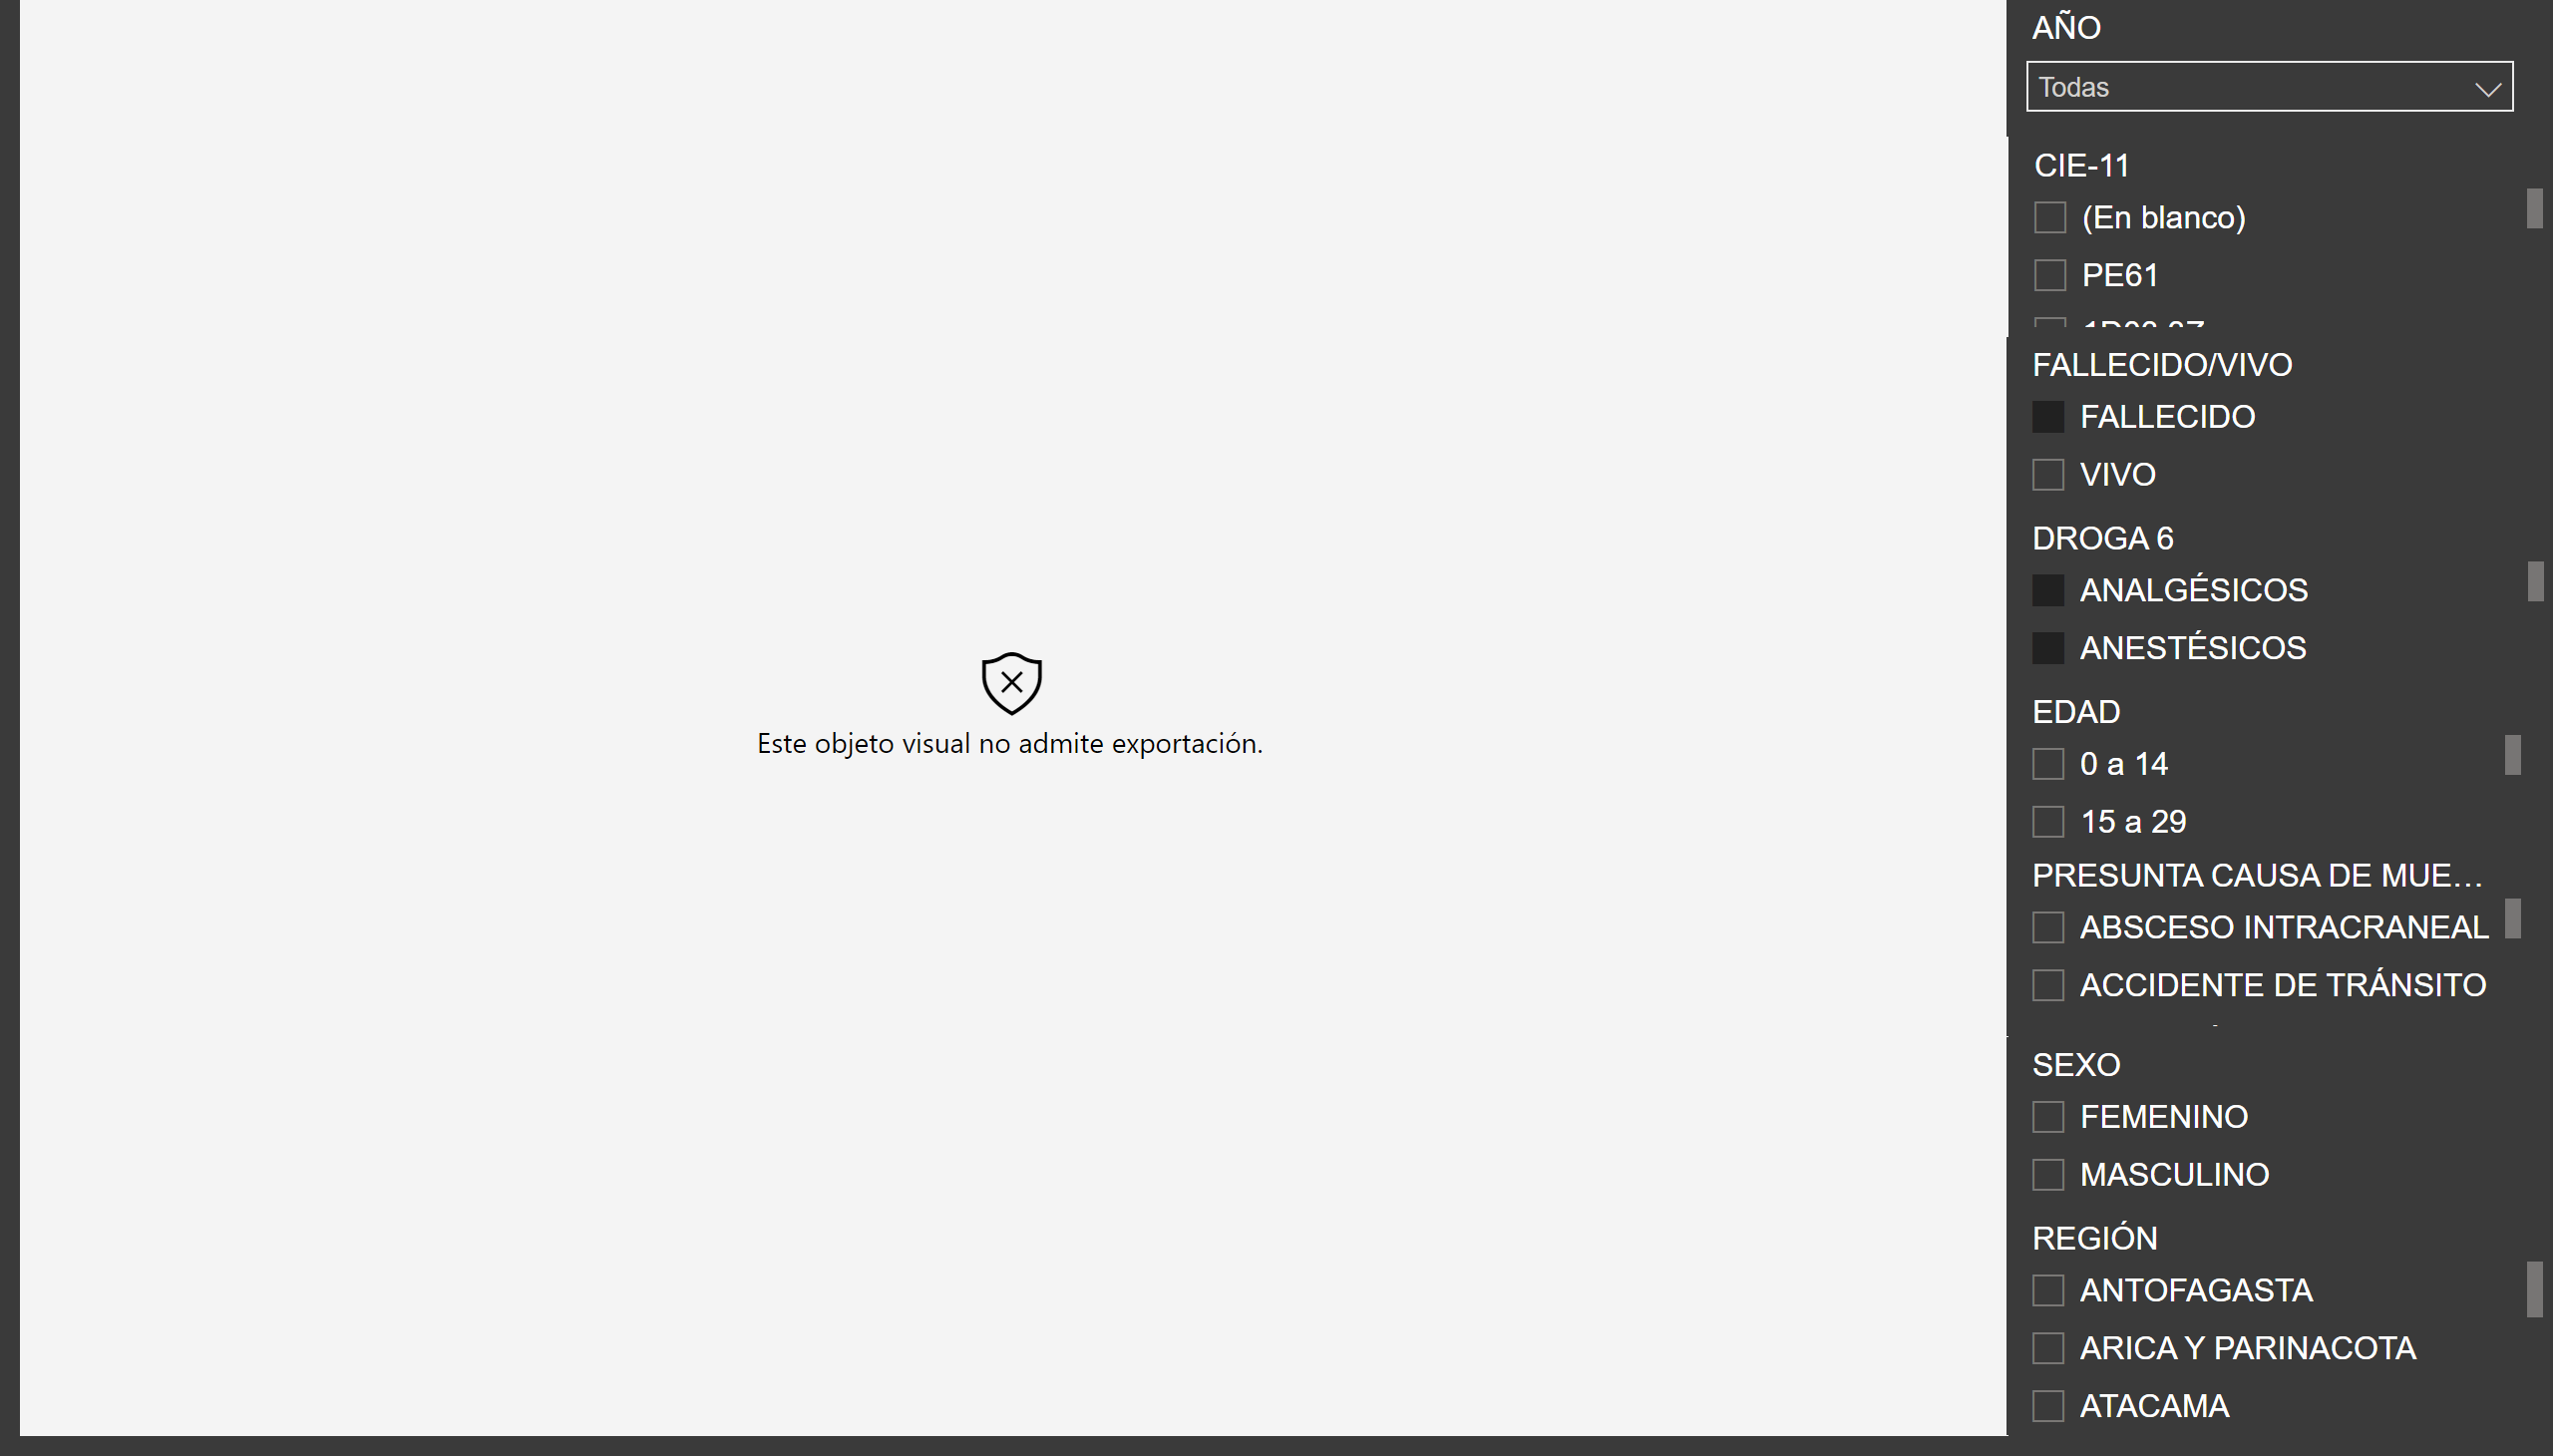 Este objeto visual no admite exportación.
AÑO
Todas
CIE-11
(En blanco)
PE61
FALLECIDO/VIVO
FALLECIDO
VIVO
DROGA 6
ANALGÉSICOS
ANESTÉSICOS
EDAD
0 a 14
15 a 29
PRESUNTA CAUSA DE MUE...
ABSCESO INTRACRANEAL
ACCIDENTE DE TRÁNSITO
SEXO
FEMENINO
MASCULINO
REGIÓN
ANTOFAGASTA
ARICA Y PARINACOTA
ATACAMA